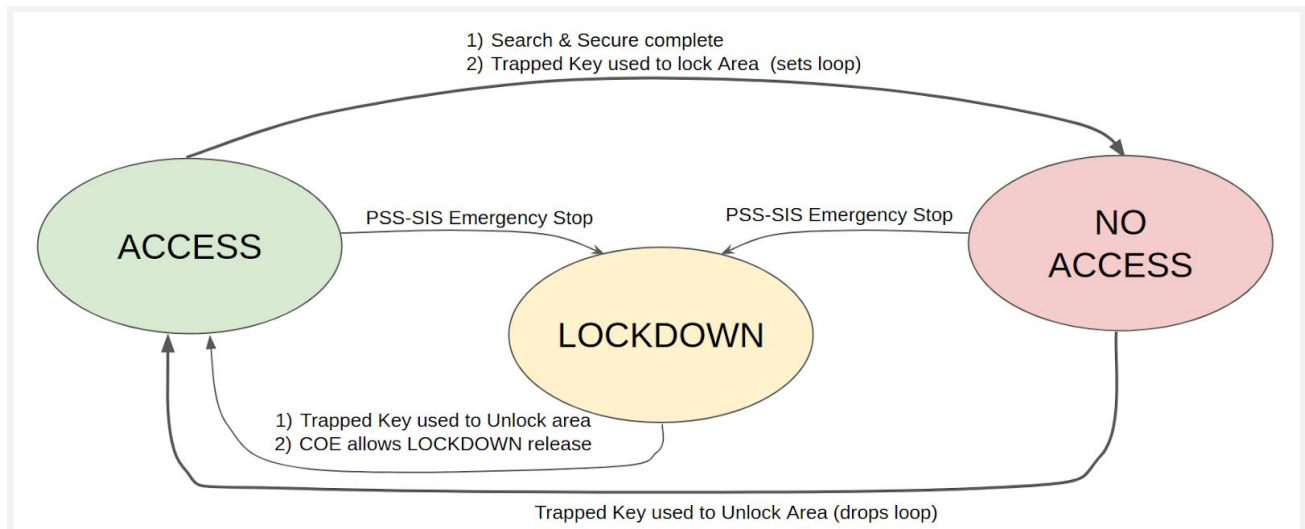 1) Search & Secure complete
2) Trapped Key used to lock Area (sets loop)
ACCESS
PSS-SIS Emergency Stop
PSS-SIS Emergency Stop
NO
ACCESS
LOCKDOWN
1) Trapped Key used to Unlock area
2) COE allows LOCKDOWN release
Trapped Key used to Unlock Area (drops loop)